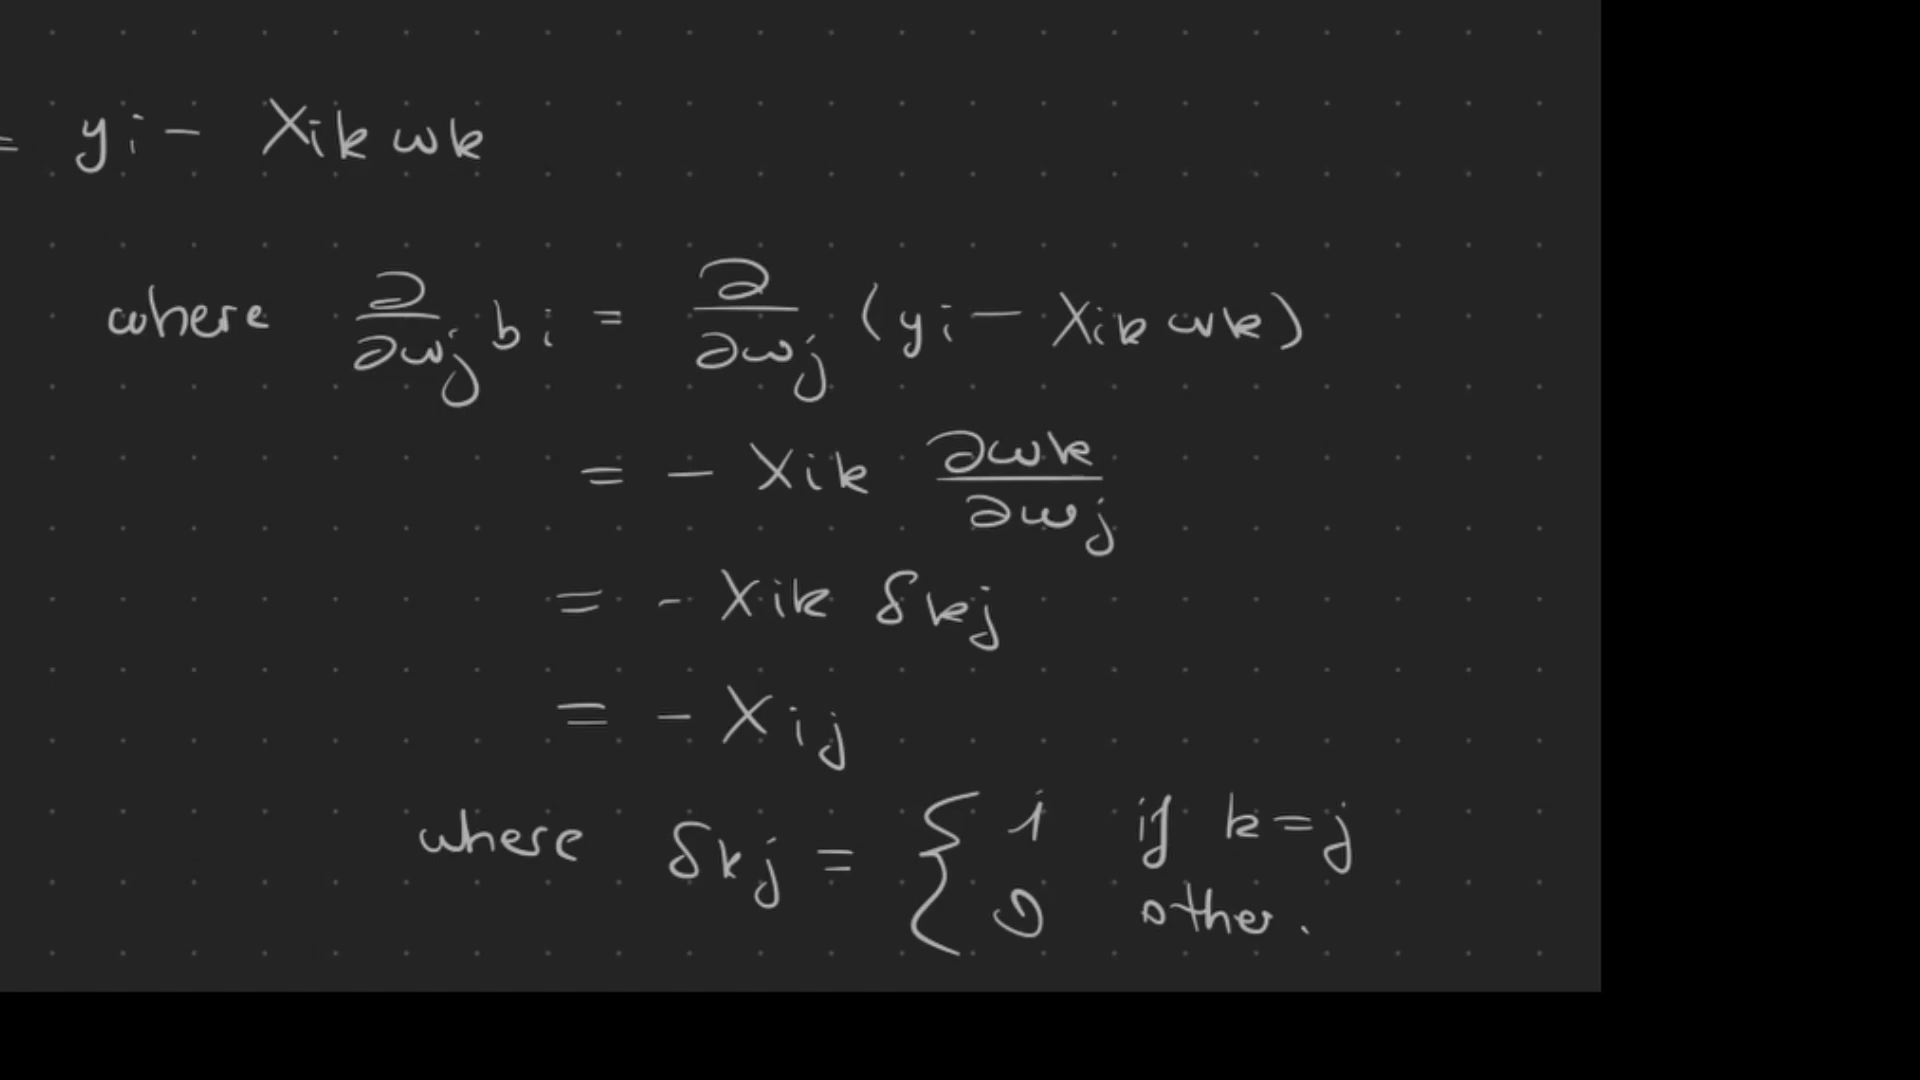 = yi - Xik wk
where ∂/∂wj bi = ∂/∂wj (yi - Xik wk)
= - Xik ∂wk/∂wj
= - Xik δkj
= - Xij
where δkj = { 1 if k=j
0 other.